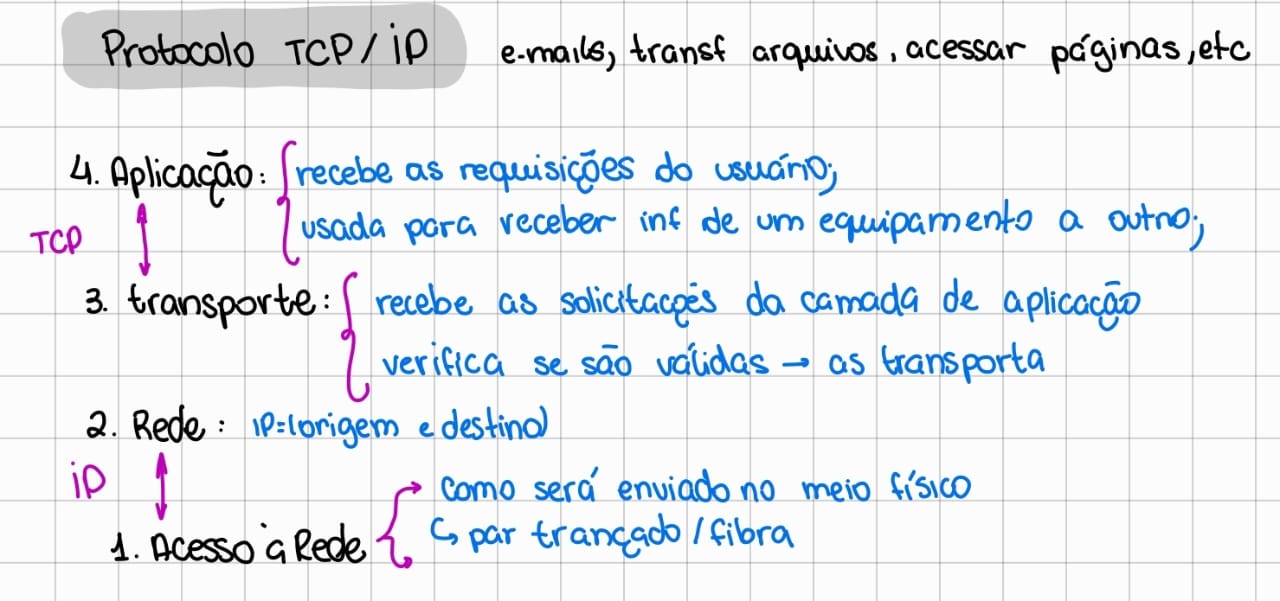 Protocolo TCP/iP e-mails, transf arquivos, acessar páginas, etc
4. Aplicação: recebe as requisições do usuário;
usada para receber inf de um equipamento a outro;
TCP
3. transporte: recebe as solicitações da camada de aplicação
verifica se são válidas → as transporta
2. Rede: IP=(origem e destino)
iP
como será enviado no meio físico
1. Acesso à Rede ↳ par trançado/fibra